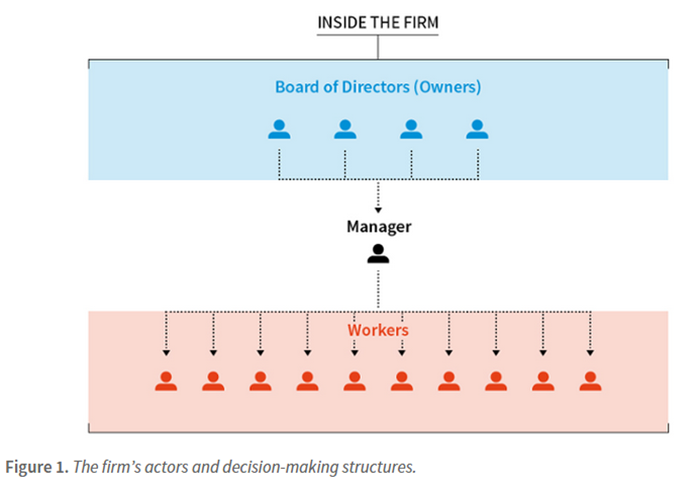 INSIDE THE FIRM
Board of Directors (Owners)
Manager
Workers
Figure 1. The firm's actors and decision-making structures.